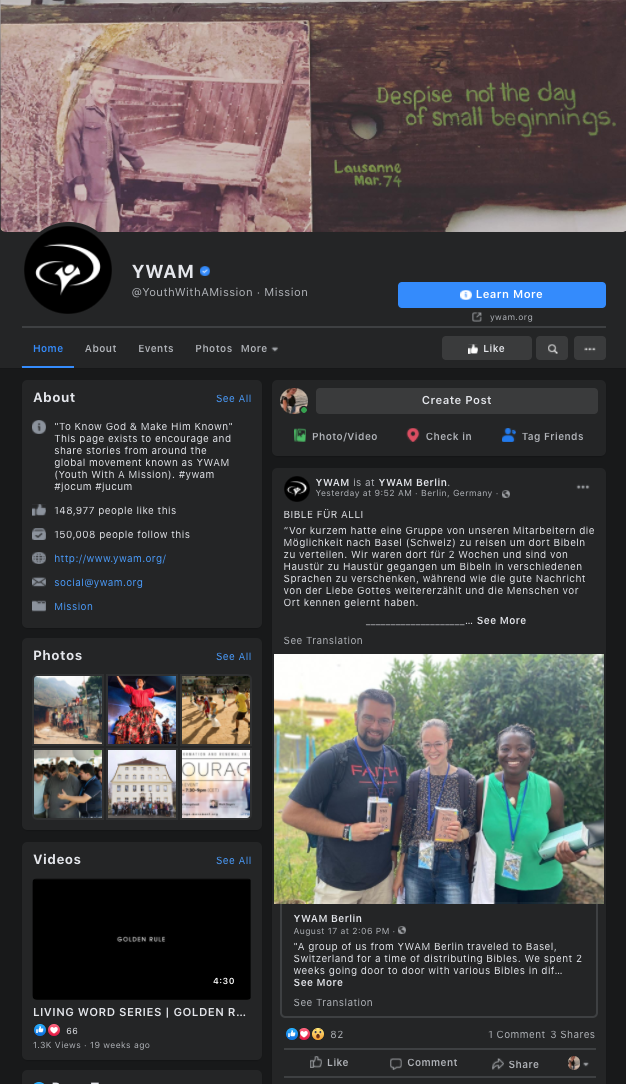 Despise not the day
of small beginnings.
Lausanne
Mar. 74
YWAM
@YouthWithAMission · Mission
Learn More
ywam.org
Home
About
Events
Photos
More
Like
About
See All
"To Know God & Make Him Known"
This page exists to encourage and
share stories from around the
global movement known as YWAM
(Youth With A Mission). #ywam
#jocum #jucum
148,977 people like this
150,008 people follow this
http://www.ywam.org/
social@ywam.org
Mission
Photos
See All
OURAG
Videos
See All
GOLDEN RULE
4:30
LIVING WORD SERIES | GOLDEN R...
66
1.3K Views · 19 weeks ago
Create Post
Photo/Video
Check in
Tag Friends
YWAM is at YWAM Berlin.
Yesterday at 9:52 AM · Berlin, Germany ·
BIBLE FÜR ALLI
"Vor kurzem hatte eine Gruppe von unseren Mitarbeitern die
Möglichkeit nach Basel (Schweiz) zu reisen um dort Bibeln
zu verteilen. Wir waren dort für 2 Wochen und sind von
Haustür zu Haustür gegangen um Bibeln in verschiedenen
Sprachen zu verschenken, während wie die gute Nachricht
von der Liebe Gottes weitererzählt und die Menschen vor
Ort kennen gelernt haben.
____________________... See More
See Translation
FAITH
YWAM Berlin
August 17 at 2:06 PM ·
"A group of us from YWAM Berlin traveled to Basel,
Switzerland for a time of distributing Bibles. We spent 2
weeks going door to door with various Bibles in dif...
See More
See Translation
82
1 Comment 3 Shares
Like
Comment
Share